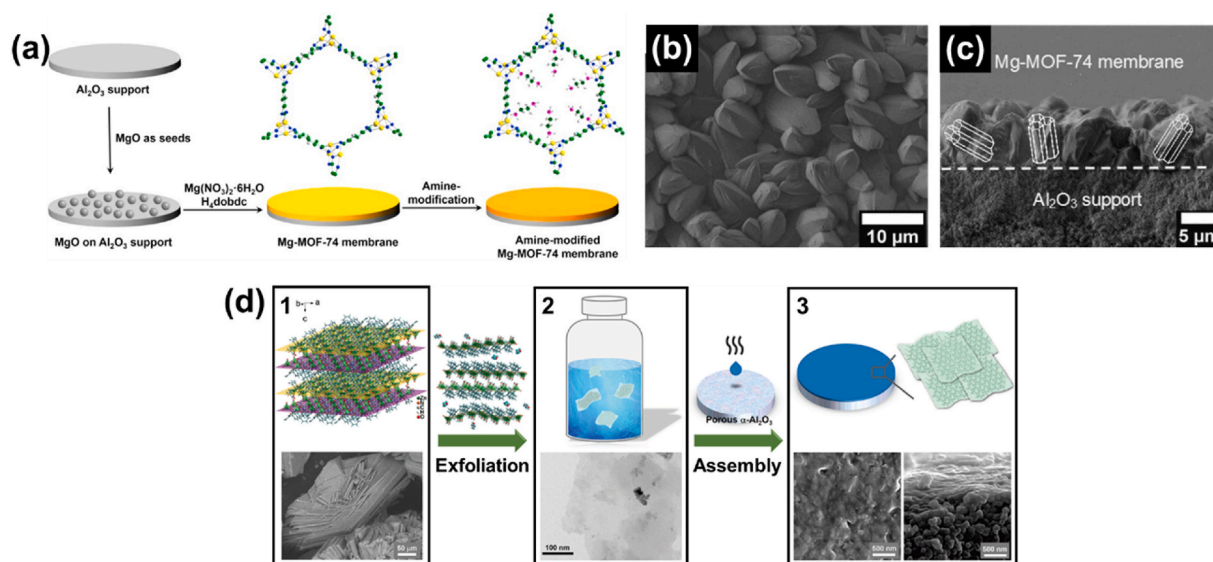 (a)
Al₂O₃ support
MgO as seeds
MgO on Al₂O₃ support
Mg(NO₃)₂·6H₂O
H₄dobdc
Mg-MOF-74 membrane
Amine-
modification
Amine-modified
Mg-MOF-74 membrane
(b)
10 µm
(c)
Mg-MOF-74 membrane
Al₂O₃ support
5 µm
(d)
1
b
a
c
50 µm
Exfoliation
2
100 nm
Porous α-Al₂O₃
Assembly
3
500 nm
500 nm